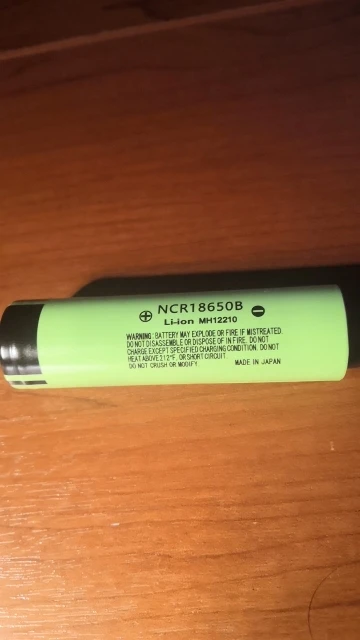 ⊕ NCR18650B ⊖
Li-ion MH12210
WARNING: BATTERY MAY EXPLODE OR FIRE IF MISTREATED.
DO NOT DISASSEMBLE OR DISPOSE OF IN FIRE. DO NOT
CHARGE EXCEPT SPECIFIED CHARGING CONDITION. DO NOT
HEAT ABOVE 212°F, OR SHORT CIRCUIT.
DO NOT CRUSH OR MODIFY. MADE IN JAPAN